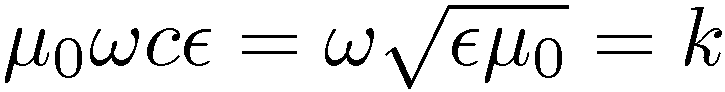 μ₀ωcϵ = ω√(ϵμ₀) = k